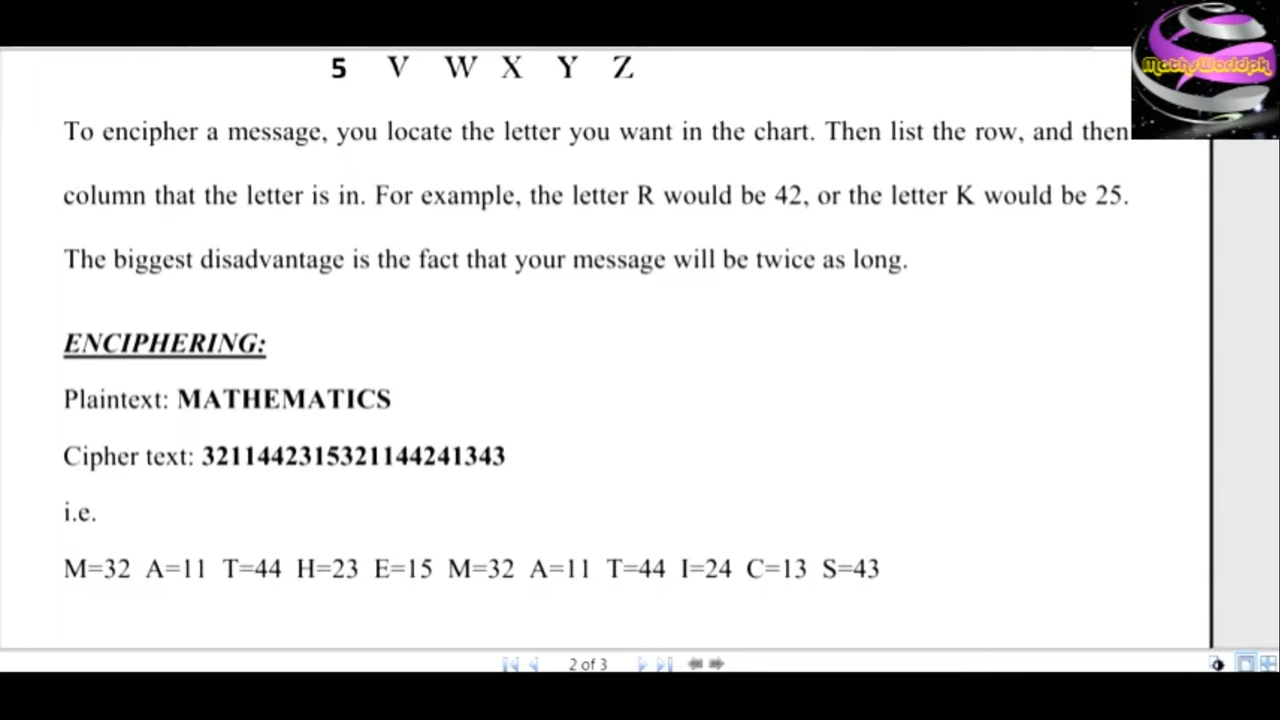 5 V W X Y Z
MathsWorldpk
To encipher a message, you locate the letter you want in the chart. Then list the row, and then
column that the letter is in. For example, the letter R would be 42, or the letter K would be 25.
The biggest disadvantage is the fact that your message will be twice as long.
ENCIPHERING:
Plaintext: MATHEMATICS
Cipher text: 3211442315321144241343
i.e.
M=32 A=11 T=44 H=23 E=15 M=32 A=11 T=44 I=24 C=13 S=43
2 of 3